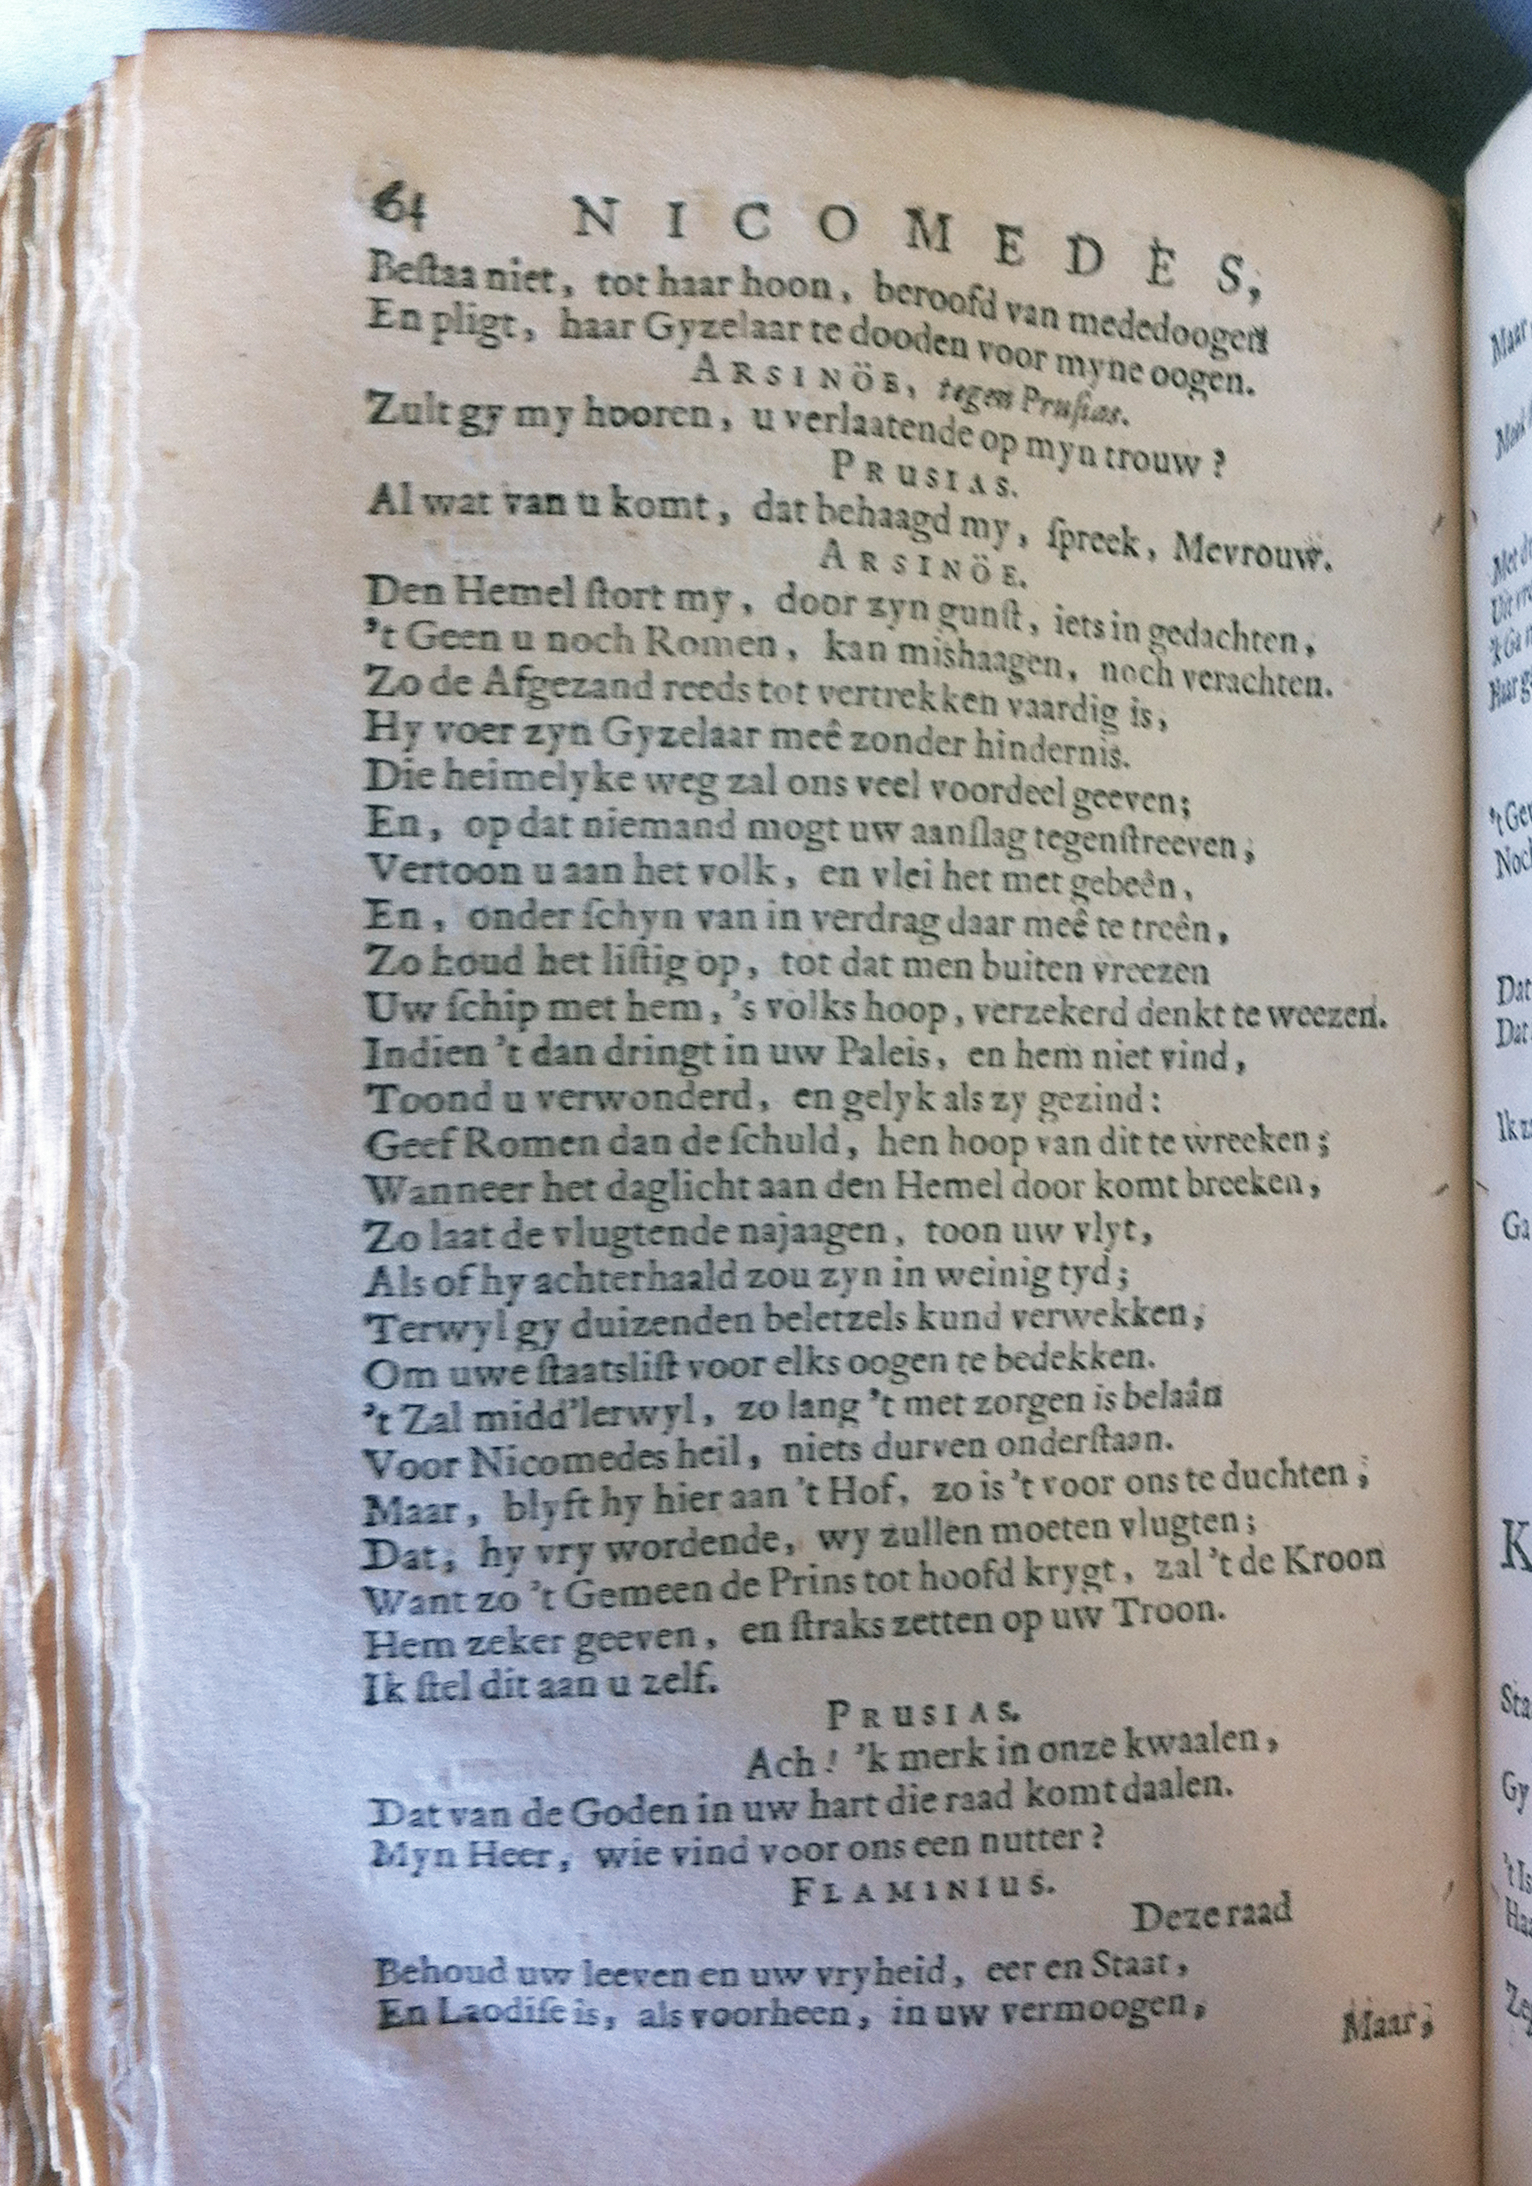 64 NICOMEDES,
Beſtaa niet, tot haar hoon, beroofd van mededoogen
En pligt, haar Gyzelaar te dooden voor myne oogen.
ARSINÖE, tegen Pruſias.
Zult gy my hooren, u verlaatende op myn trouw?
PRUSIAS.
Al wat van u komt, dat behaagd my, ſpreek, Mevrouw.
ARSINÖE.
Den Hemel ſtort my, door zyn gunſt, iets in gedachten,
't Geen u noch Romen, kan mishaagen, noch verachten.
Zo de Afgezand reeds tot vertrekken vaardig is,
Hy voer zyn Gyzelaar meê zonder hindernis.
Die heimelyke weg zal ons veel voordeel geeven;
En, op dat niemand mogt uw aanſlag tegenſtreeven,
Vertoon u aan het volk, en vlei het met gebeên,
En, onder ſchyn van in verdrag daar meê te treên,
Zo houd het liſtig op, tot dat men buiten vreezen
Uw ſchip met hem, 's volks hoop, verzekerd denkt te weezen.
Indien 't dan dringt in uw Paleis, en hem niet vind,
Toond u verwonderd, en gelyk als zy gezind:
Geef Romen dan de ſchuld, hen hoop van dit te wreeken;
Wanneer het daglicht aan den Hemel door komt breeken,
Zo laat de vlugtende najaagen, toon uw vlyt,
Als of hy achterhaald zou zyn in weinig tyd;
Terwyl gy duizenden beletzels kund verwekken,
Om uwe ſtaatsliſt voor elks oogen te bedekken.
't Zal midd'lerwyl, zo lang 't met zorgen is belaân
Voor Nicomedes heil, niets durven onderſtaan.
Maar, blyft hy hier aan 't Hof, zo is 't voor ons te duchten;
Dat, hy vry wordende, wy zullen moeten vlugten;
Want zo 't Gemeen de Prins tot hoofd krygt, zal 't de Kroon
Hem zeker geeven, en ſtraks zetten op uw Troon.
Ik ſtel dit aan u zelf.
PRUSIAS.
Ach! 'k merk in onze kwaalen,
Dat van de Goden in uw hart die raad komt daalen.
Myn Heer, wie vind voor ons een nutter?
FLAMINIUS.
Deze raad
Behoud uw leeven en uw vryheid, eer en Staat,
En Laodiſe is, als voorheen, in uw vermoogen,
Maar,
Maar
Met
't
Noch
Dat
Dat
Ik
Ga
K
Gy
't Is